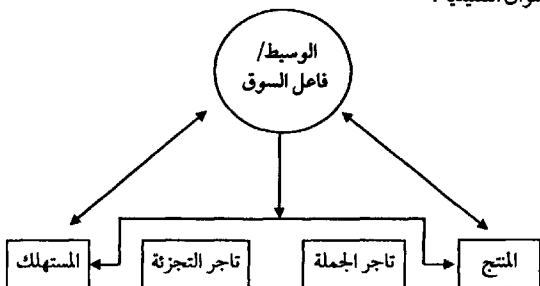 الوسيط/
فاعل السوق
المنتج
تاجر الجملة
تاجر التجزئة
المستهلك